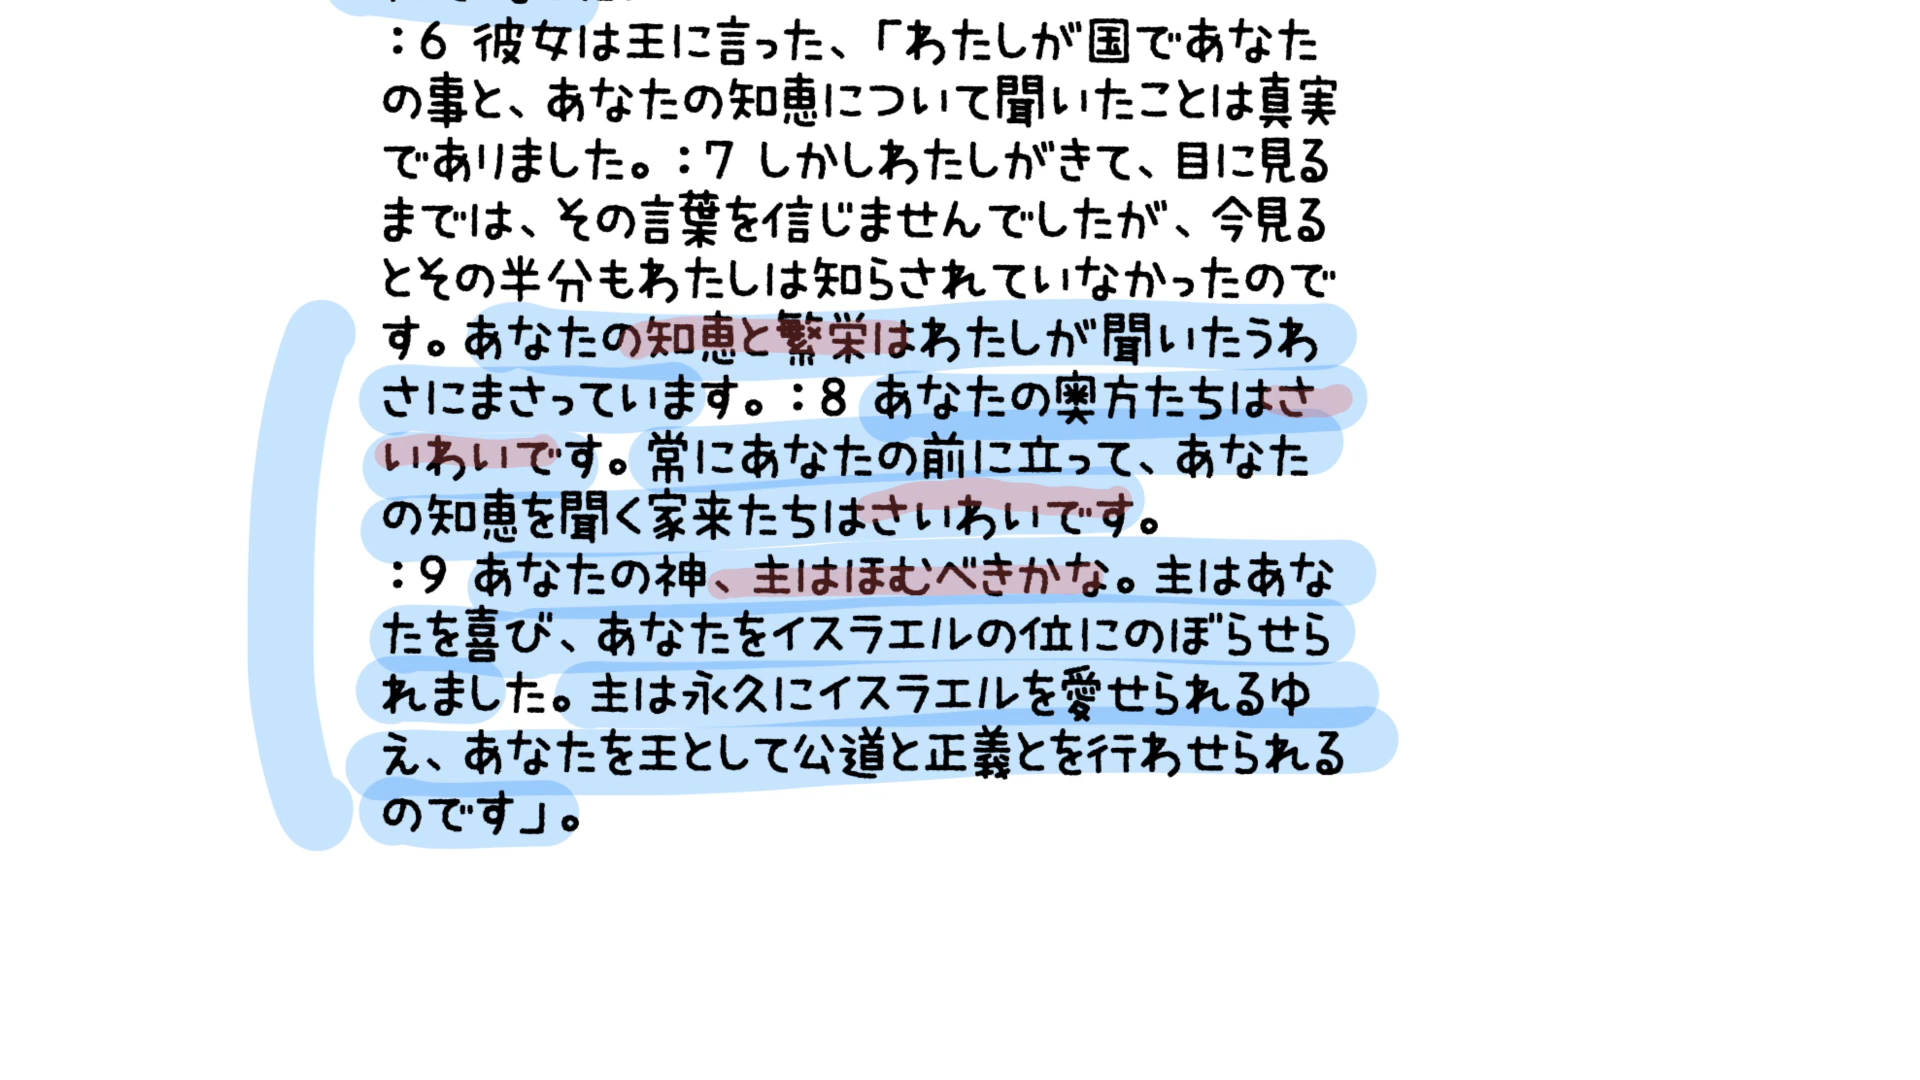 :6 彼女は王に言った、「わたしが国であなた
の事と、あなたの知恵について聞いたことは真実
でありました。:7 しかしわたしがきて、目に見る
までは、その言葉を信じませんでしたが、今見る
とその半分もわたしは知らされていなかったので
す。あなたの知恵と繁栄はわたしが聞いたうわ
さにまさっています。:8 あなたの奥方たちはさ
いわいです。常にあなたの前に立って、あなた
の知恵を聞く家来たちはさいわいです。
:9 あなたの神、主はほむべきかな。主はあな
たを喜び、あなたをイスラエルの位にのぼらせら
れました。主は永久にイスラエルを愛せられるゆ
え、あなたを王として公道と正義とを行わせられる
のです」。